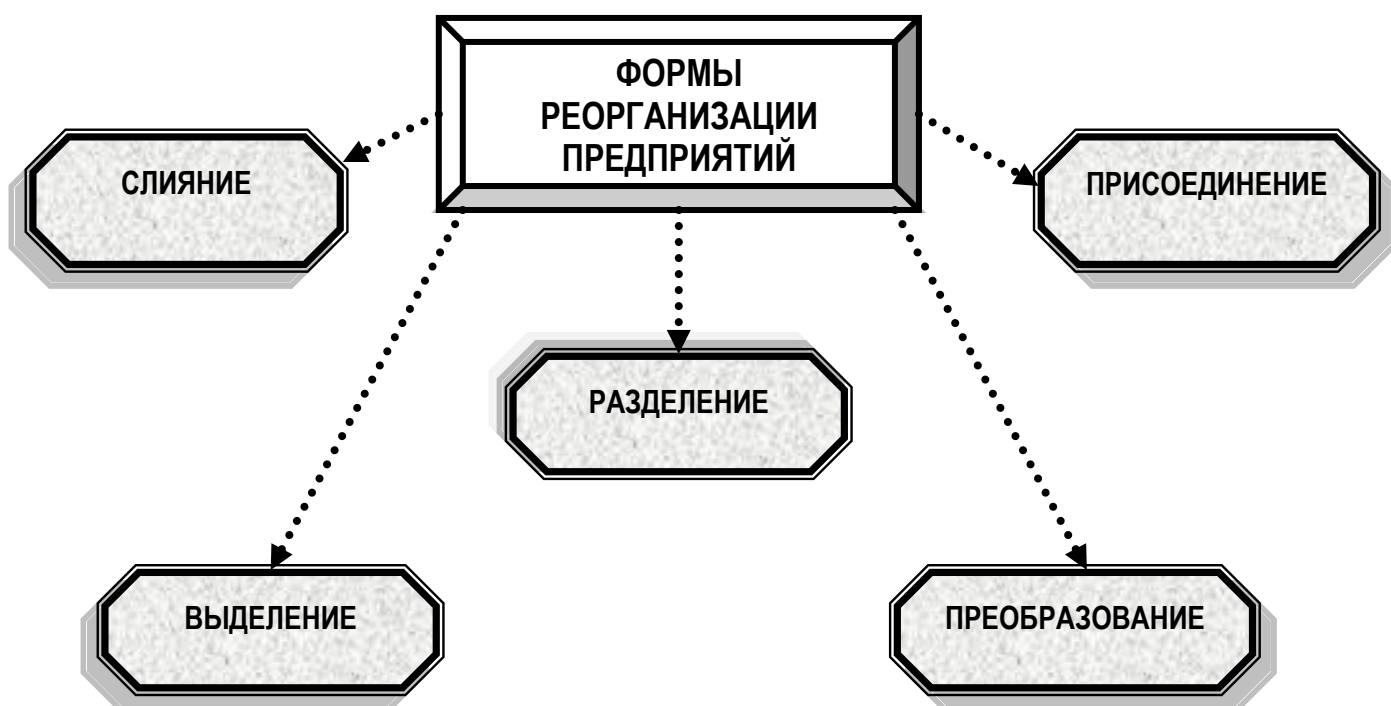 ФОРМЫ
РЕОРГАНИЗАЦИИ
ПРЕДПРИЯТИЙ
СЛИЯНИЕ
ПРИСОЕДИНЕНИЕ
РАЗДЕЛЕНИЕ
ВЫДЕЛЕНИЕ
ПРЕОБРАЗОВАНИЕ